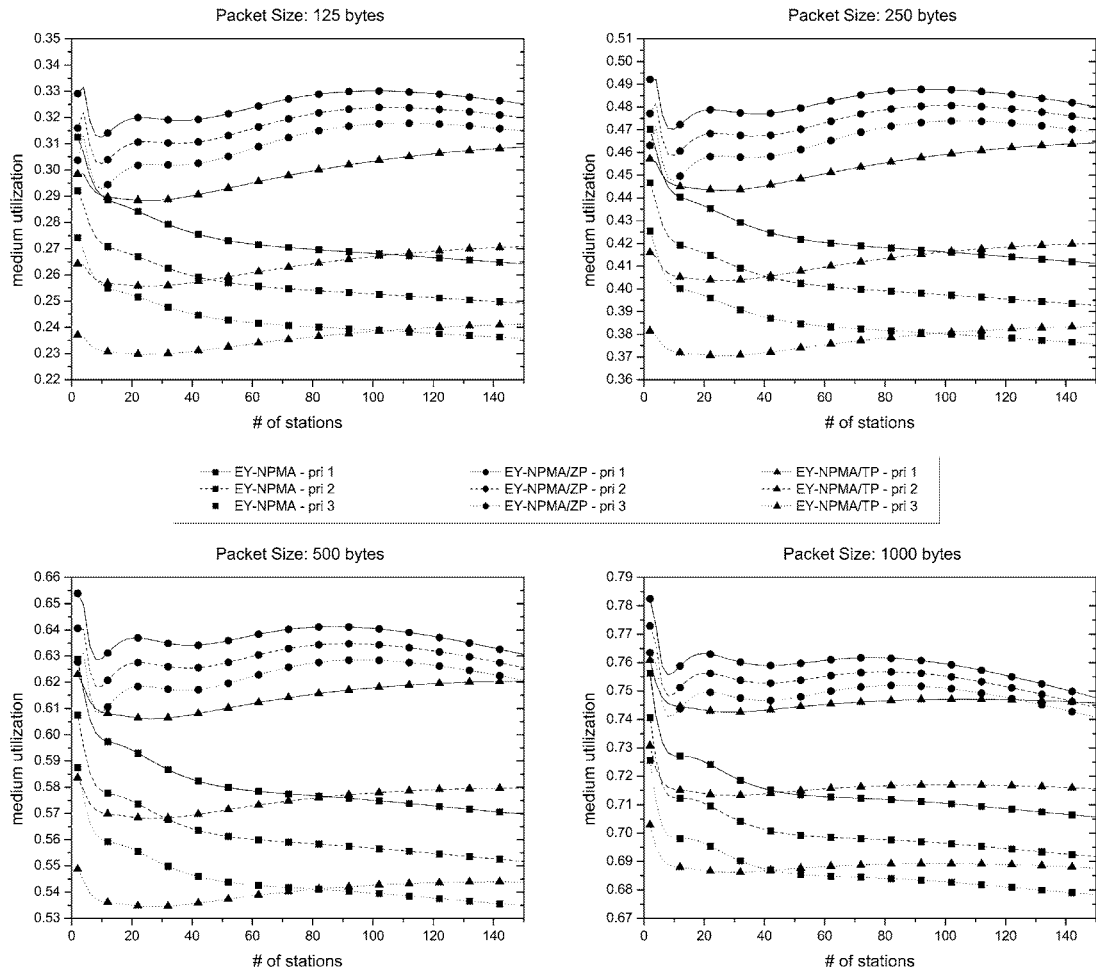 Packet Size: 125 bytes
0.35
0.34
0.33
0.32
0.31
0.30
0.29
0.28
0.27
0.26
0.25
0.24
0.23
0.22
medium utilization
0 20 40 60 80 100 120 140
# of stations
Packet Size: 250 bytes
0.51
0.50
0.49
0.48
0.47
0.46
0.45
0.44
0.43
0.42
0.41
0.40
0.39
0.38
0.37
0.36
medium utilization
0 20 40 60 80 100 120 140
# of stations
EY-NPMA - pri 1
EY-NPMA - pri 2
EY-NPMA - pri 3
EY-NPMA/ZP - pri 1
EY-NPMA/ZP - pri 2
EY-NPMA/ZP - pri 3
EY-NPMA/TP - pri 1
EY-NPMA/TP - pri 2
EY-NPMA/TP - pri 3
Packet Size: 500 bytes
0.66
0.65
0.64
0.63
0.62
0.61
0.60
0.59
0.58
0.57
0.56
0.55
0.54
0.53
medium utilization
0 20 40 60 80 100 120 140
# of stations
Packet Size: 1000 bytes
0.79
0.78
0.77
0.76
0.75
0.74
0.73
0.72
0.71
0.70
0.69
0.68
0.67
medium utilization
0 20 40 60 80 100 120 140
# of stations